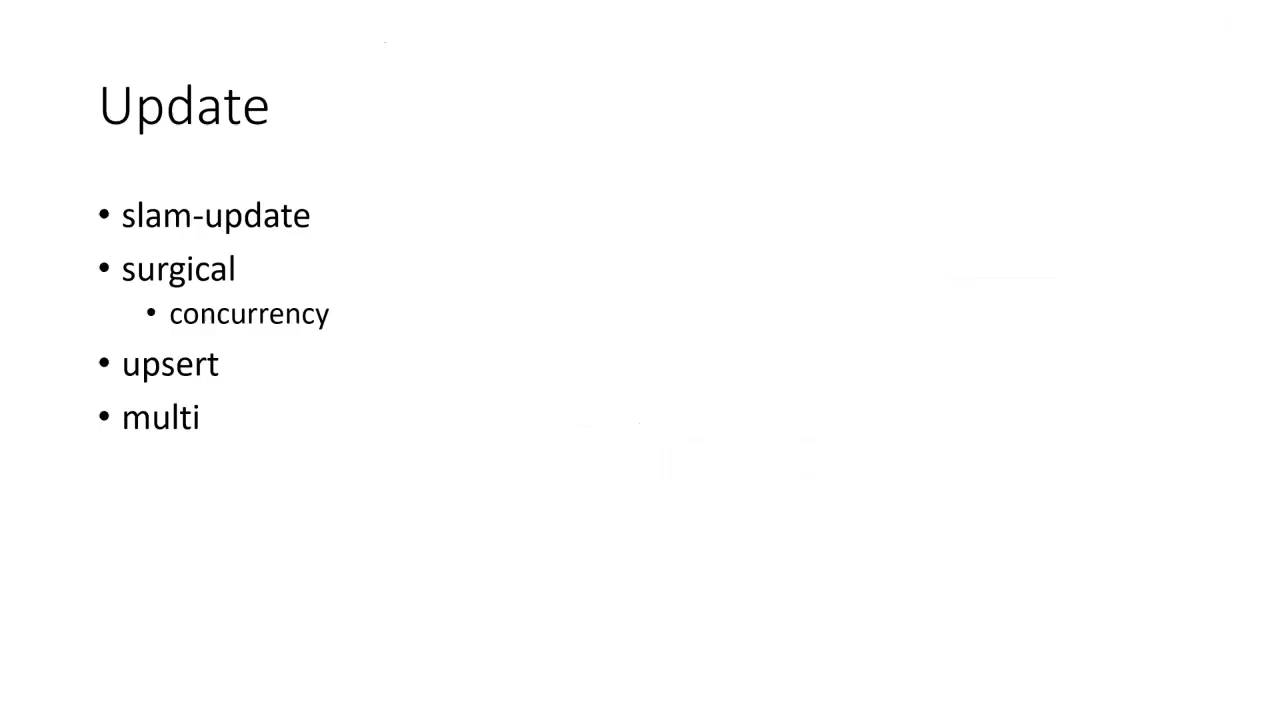 Update
• slam-update
• surgical
• concurrency
• upsert
• multi